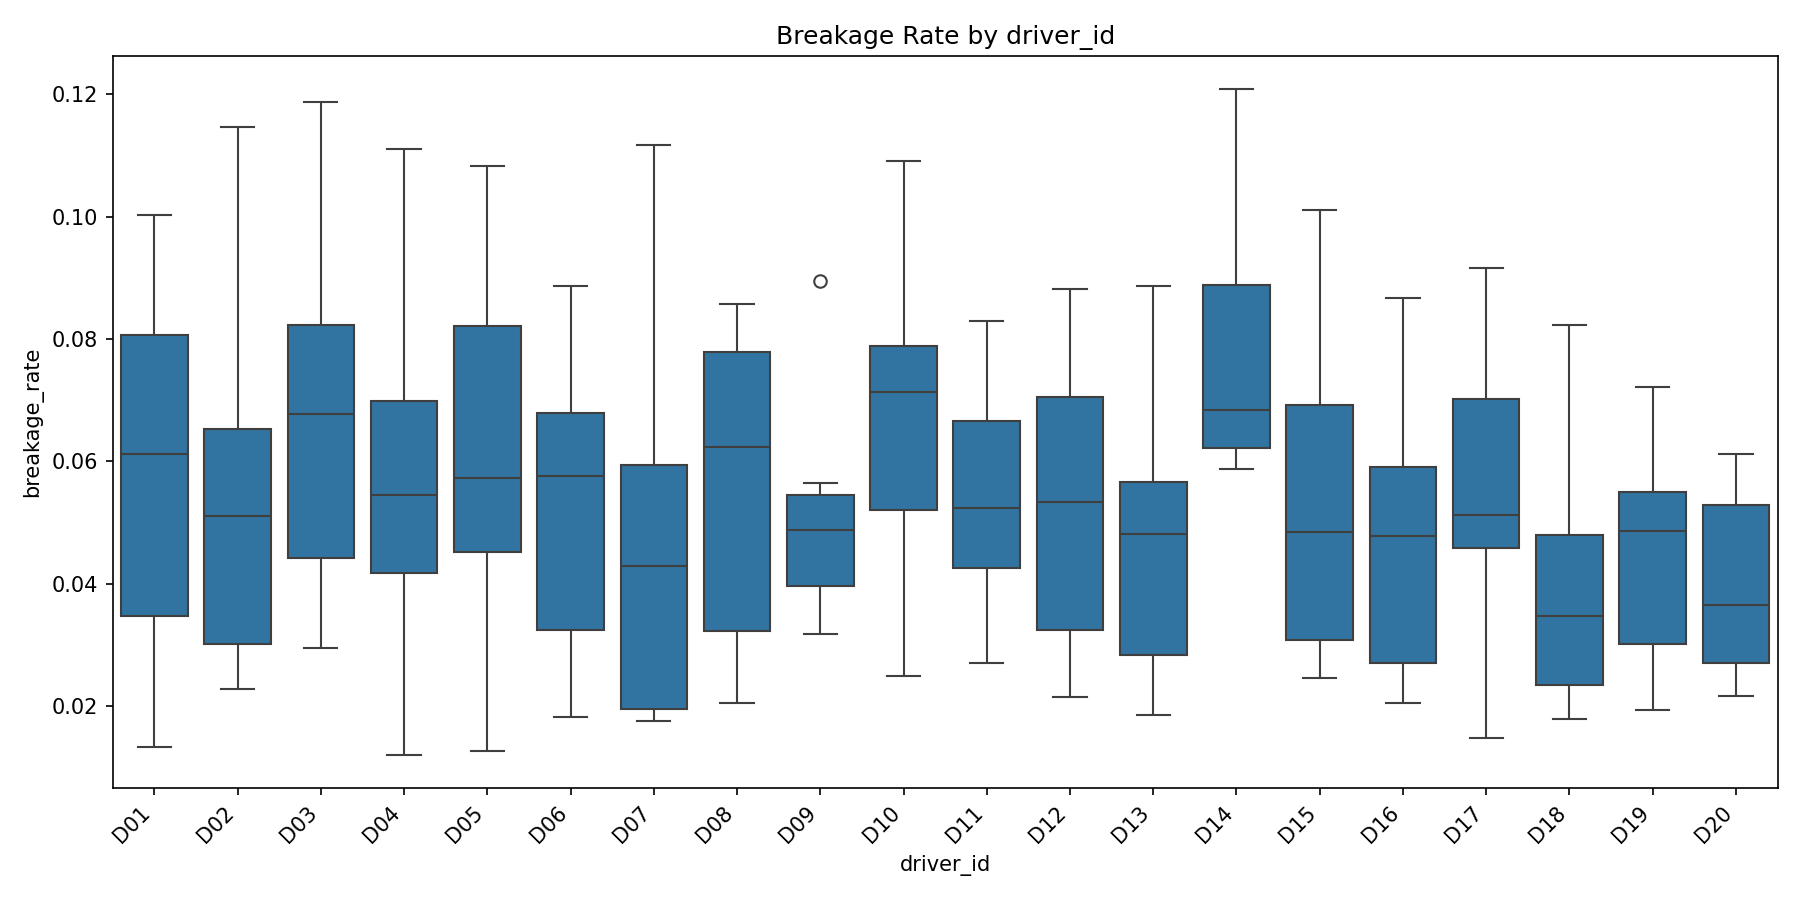 Breakage Rate by driver_id
0.12
0.10
0.08
0.06
0.04
0.02
breakage_rate
D01 D02 D03 D04 D05 D06 D07 D08 D09 D10 D11 D12 D13 D14 D15 D16 D17 D18 D19 D20
driver_id